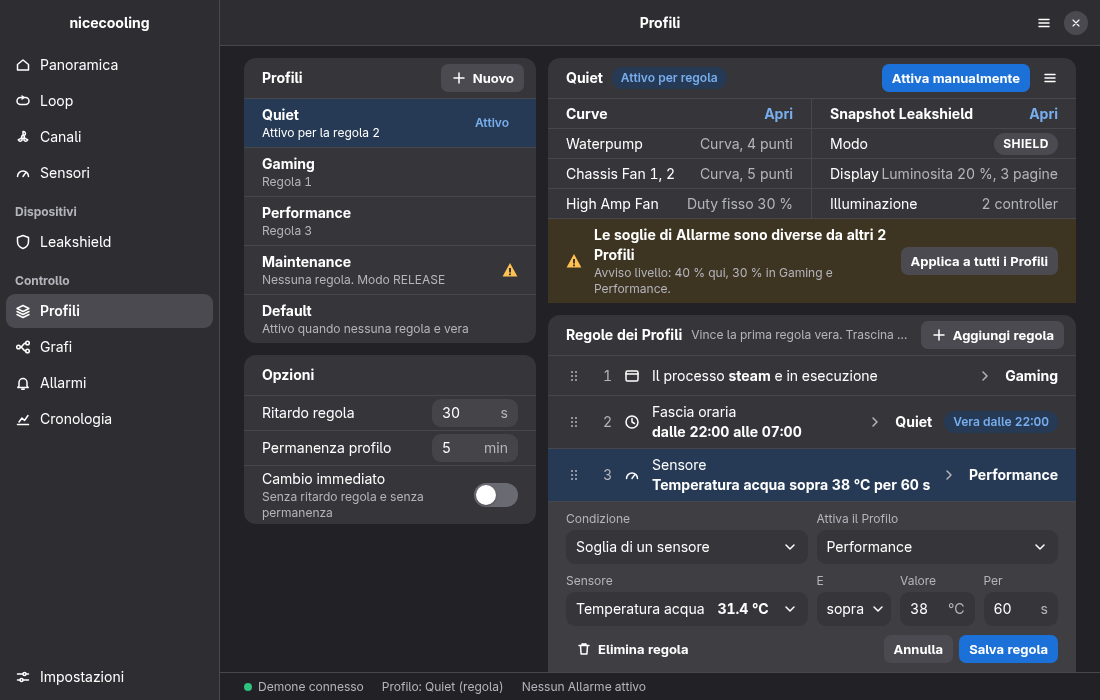 nicecooling
Panoramica
Loop
Canali
Sensori
Dispositivi
Leakshield
Controllo
Profili
Grafi
Allarmi
Cronologia
Impostazioni
Profili
Profili
Nuovo
Quiet
Attivo per la regola 2
Attivo
Gaming
Regola 1
Performance
Regola 3
Maintenance
Nessuna regola. Modo RELEASE
Default
Attivo quando nessuna regola e vera
Opzioni
Ritardo regola 30 s
Permanenza profilo 5 min
Cambio immediato
Senza ritardo regola e senza
permanenza
Quiet Attivo per regola Attiva manualmente
Curve Apri
Waterpump Curva, 4 punti
Chassis Fan 1, 2 Curva, 5 punti
High Amp Fan Duty fisso 30 %
Snapshot Leakshield Apri
Modo SHIELD
Display Luminosita 20 %, 3 pagine
Illuminazione 2 controller
Le soglie di Allarme sono diverse da altri 2
Profili
Avviso livello: 40 % qui, 30 % in Gaming e
Performance.
Applica a tutti i Profili
Regole dei Profili Vince la prima regola vera. Trascina ... Aggiungi regola
1 Il processo steam e in esecuzione Gaming
2 Fascia oraria
dalle 22:00 alle 07:00 Quiet Vera dalle 22:00
3 Sensore
Temperatura acqua sopra 38 °C per 60 s Performance
Condizione Attiva il Profilo
Soglia di un sensore Performance
Sensore E Valore Per
Temperatura acqua 31.4 °C sopra 38 °C 60 s
Elimina regola Annulla Salva regola
Demone connesso Profilo: Quiet (regola) Nessun Allarme attivo